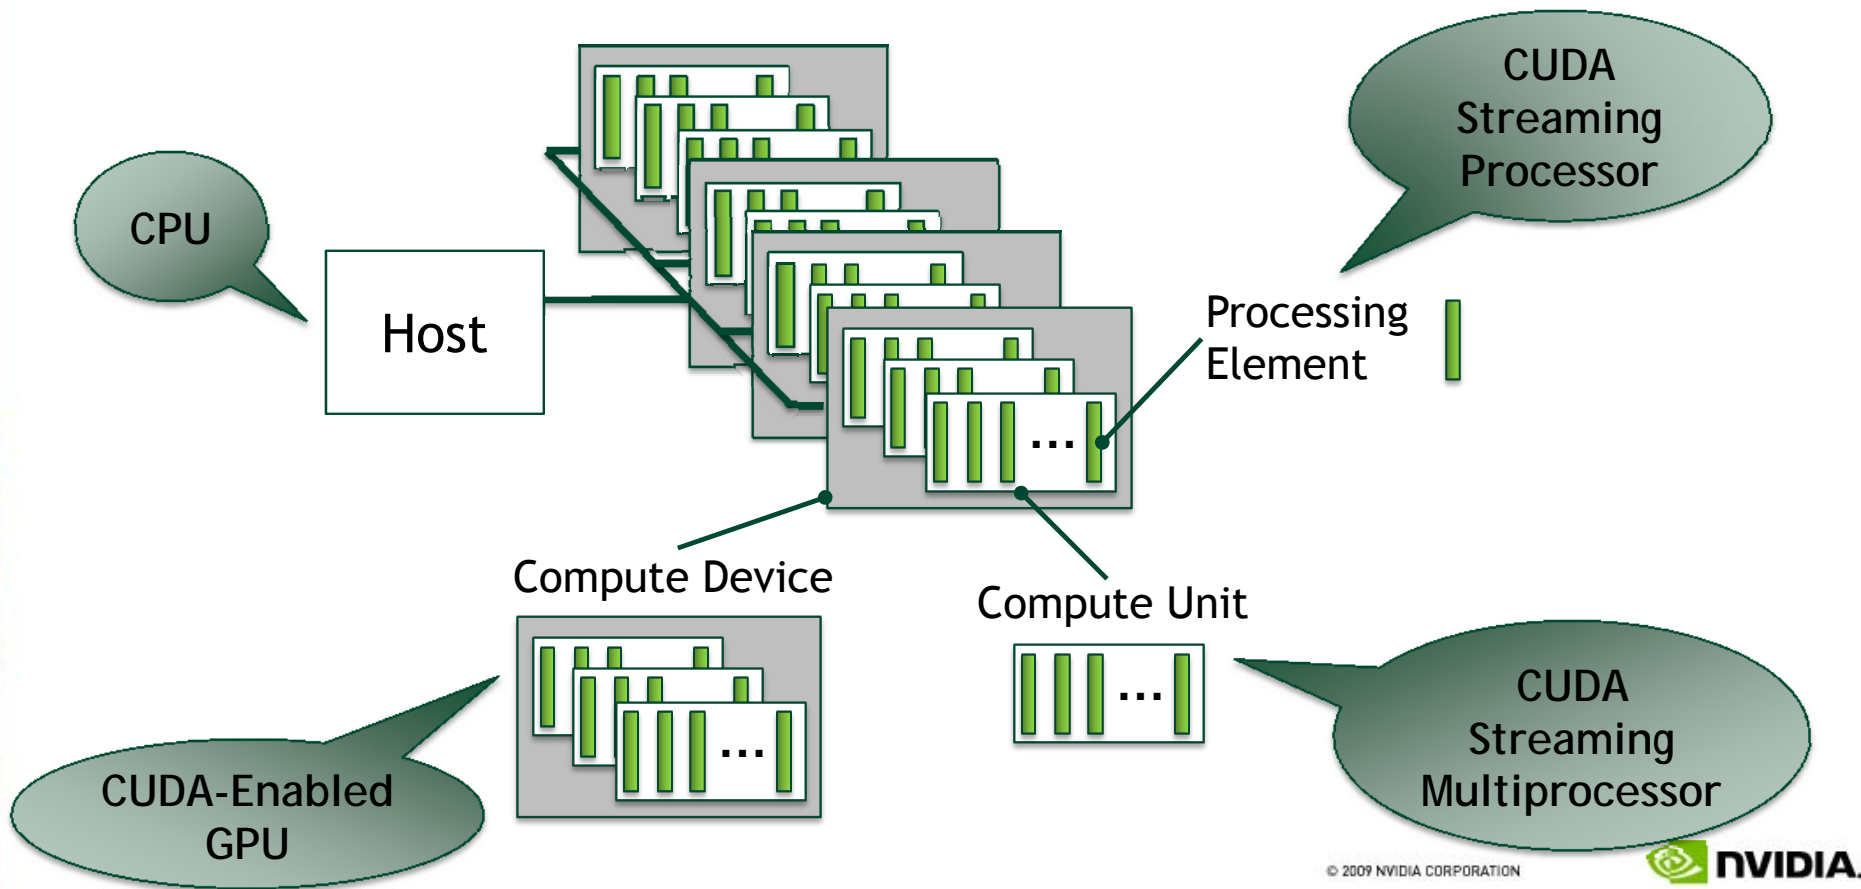 CUDA
Streaming
Processor
CPU
Host
Processing
Element
...
Compute Device
Compute Unit
...
...
CUDA-Enabled
GPU
CUDA
Streaming
Multiprocessor
© 2009 NVIDIA CORPORATION
NVIDIA.